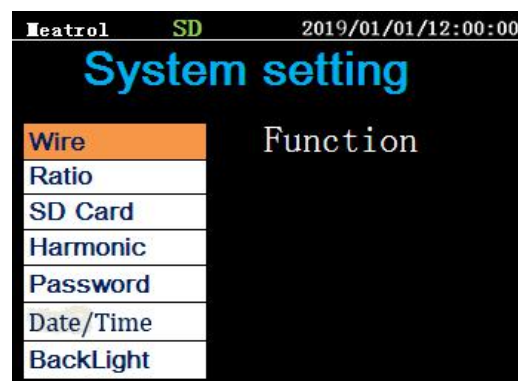 Meatrol SD 2019/01/01/12:00:00
System setting
Wire Function
Ratio
SD Card
Harmonic
Password
Date/Time
BackLight